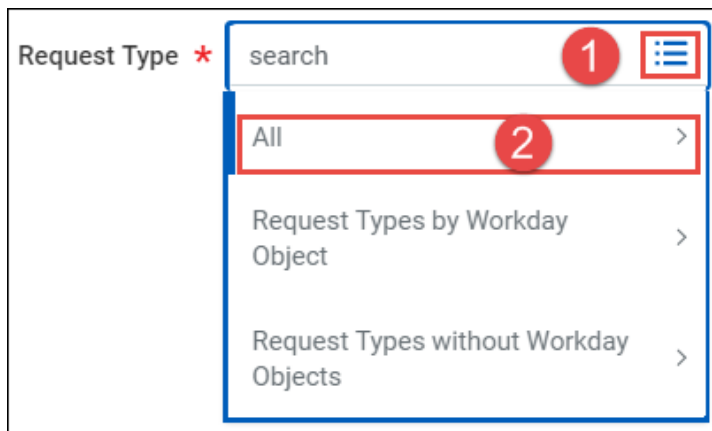 Request Type * search 1
All 2 >
Request Types by Workday >
Object
Request Types without Workday >
Objects